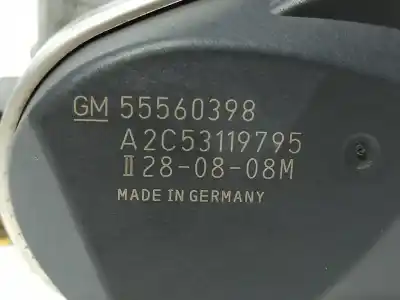 GM 55560398
A2C53119795
II 28-08-08M
MADE IN GERMANY